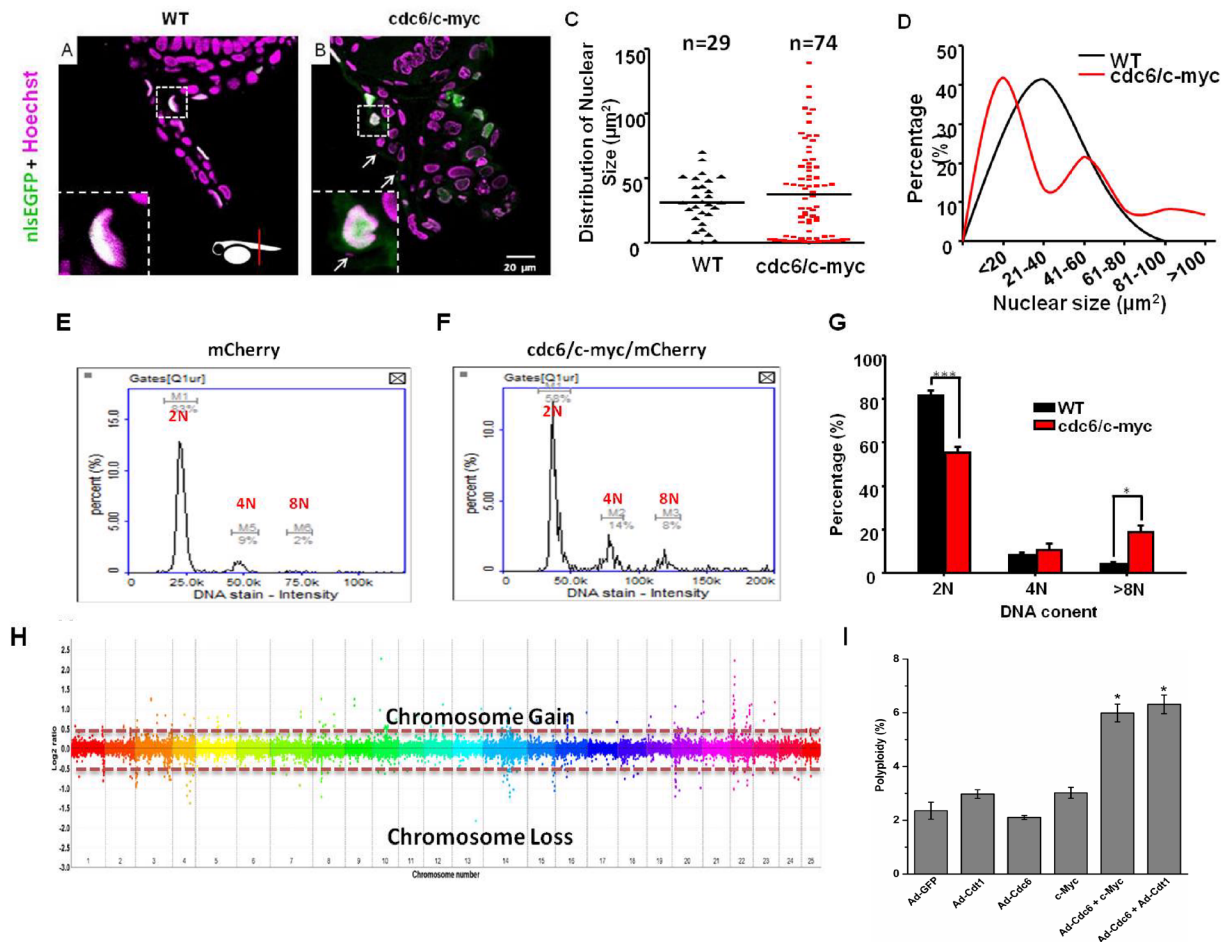 WT
cdc6/c-myc
nlsEGFP + Hoechst
A
B
20 µm
C
n=29
n=74
Distribution of Nuclear
Size (µm²)
150
100
50
0
WT
cdc6/c-myc
D
WT
cdc6/c-myc
Percentage
(%)
50
40
30
20
10
0
<20
21-40
41-60
61-80
81-100
>100
Nuclear size (µm²)
E
mCherry
Gates[Q1ur]
M1
83%
2N
4N
M5
9%
8N
M6
2%
percent (%)
15.0
10.0
5.00
0
25.0k
50.0k
75.0k
100k
DNA stain - Intensity
F
cdc6/c-myc/mCherry
Gates[Q1ur]
M1
58%
2N
4N
M2
14%
8N
M3
8%
percent (%)
10.0
5.00
0
50.0k
100k
150k
200k
DNA stain - Intensity
G
***
*
WT
cdc6/c-myc
Percentage (%)
100
80
60
40
20
0
2N
4N
>8N
DNA conent
H
Log2 ratio
2.5
2.0
1.5
1.0
0.5
0.0
-0.5
-1.0
-1.5
-2.0
-2.5
-3.0
Chromosome Gain
Chromosome Loss
1 2 3 4 5 6 7 8 9 10 11 12 13 14 15 16 17 18 19 20 21 22 23 24 25
Chromosome number
I
Polyploidy (%)
8
6
4
2
0
*
*
Ad-GFP
Ad-Cdt1
Ad-Cdc6
c-Myc
Ad-Cdc6 + c-Myc
Ad-Cdc6 + Ad-Cdt1